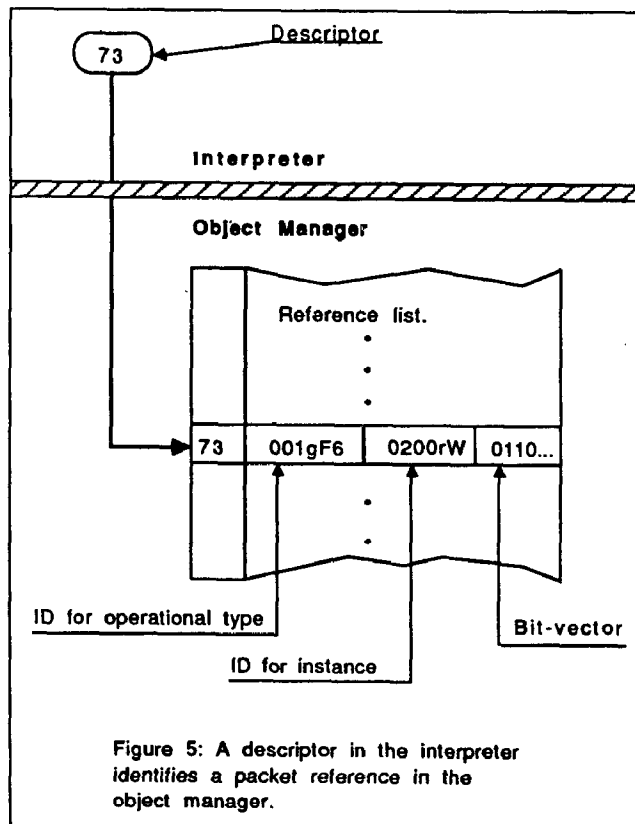 Descriptor
73
Interpreter
Object Manager
Reference list.
73 001gF6 0200rW 0110...
ID for operational type
Bit-vector
ID for instance
Figure 5: A descriptor in the interpreter
identifies a packet reference in the
object manager.